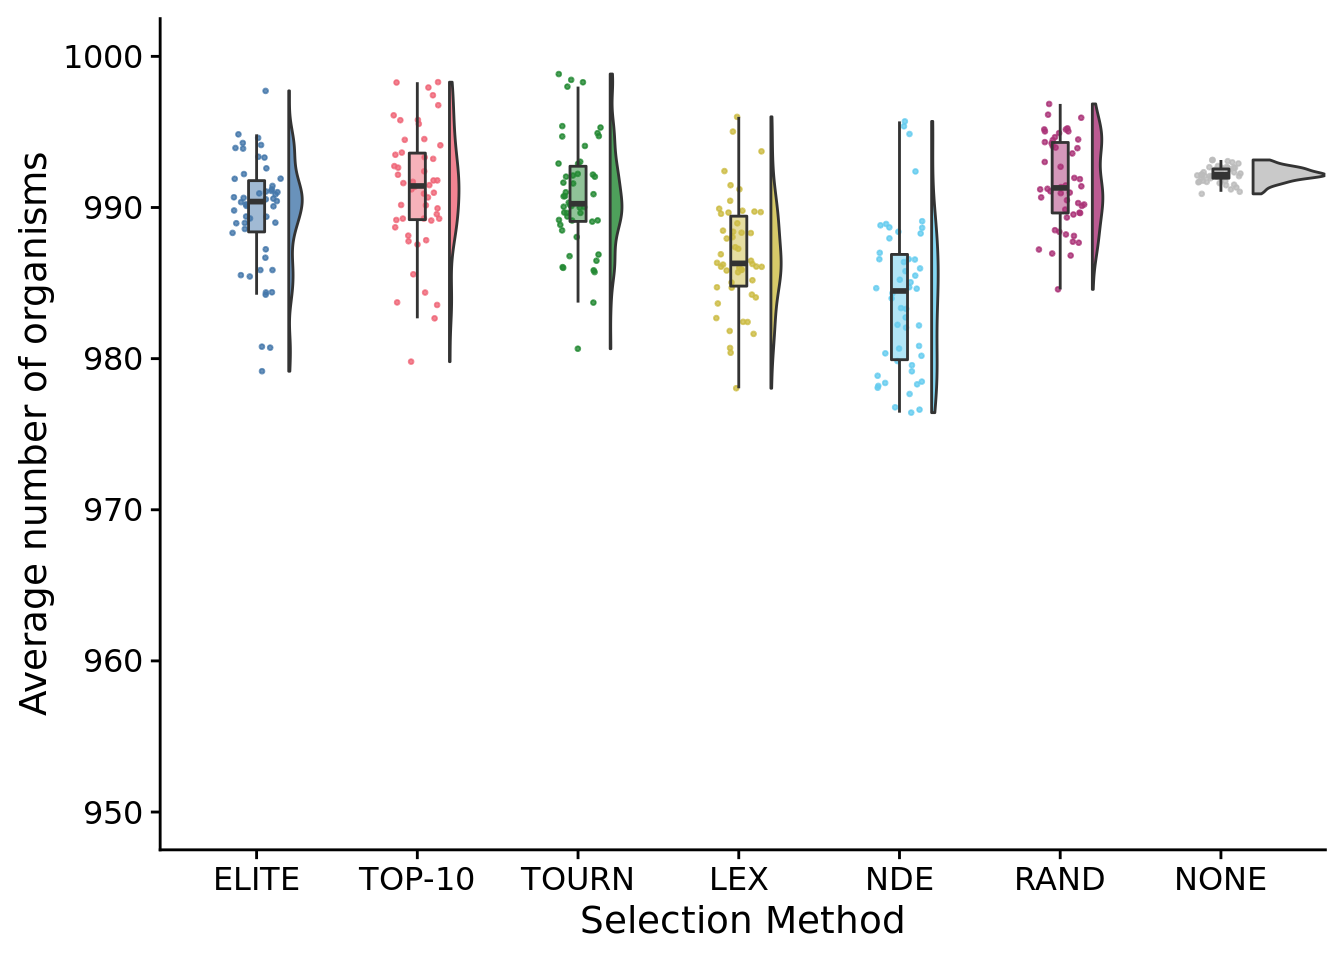 1000
990
980
970
960
950
Average number of organisms
ELITE TOP-10 TOURN LEX NDE RAND NONE
Selection Method